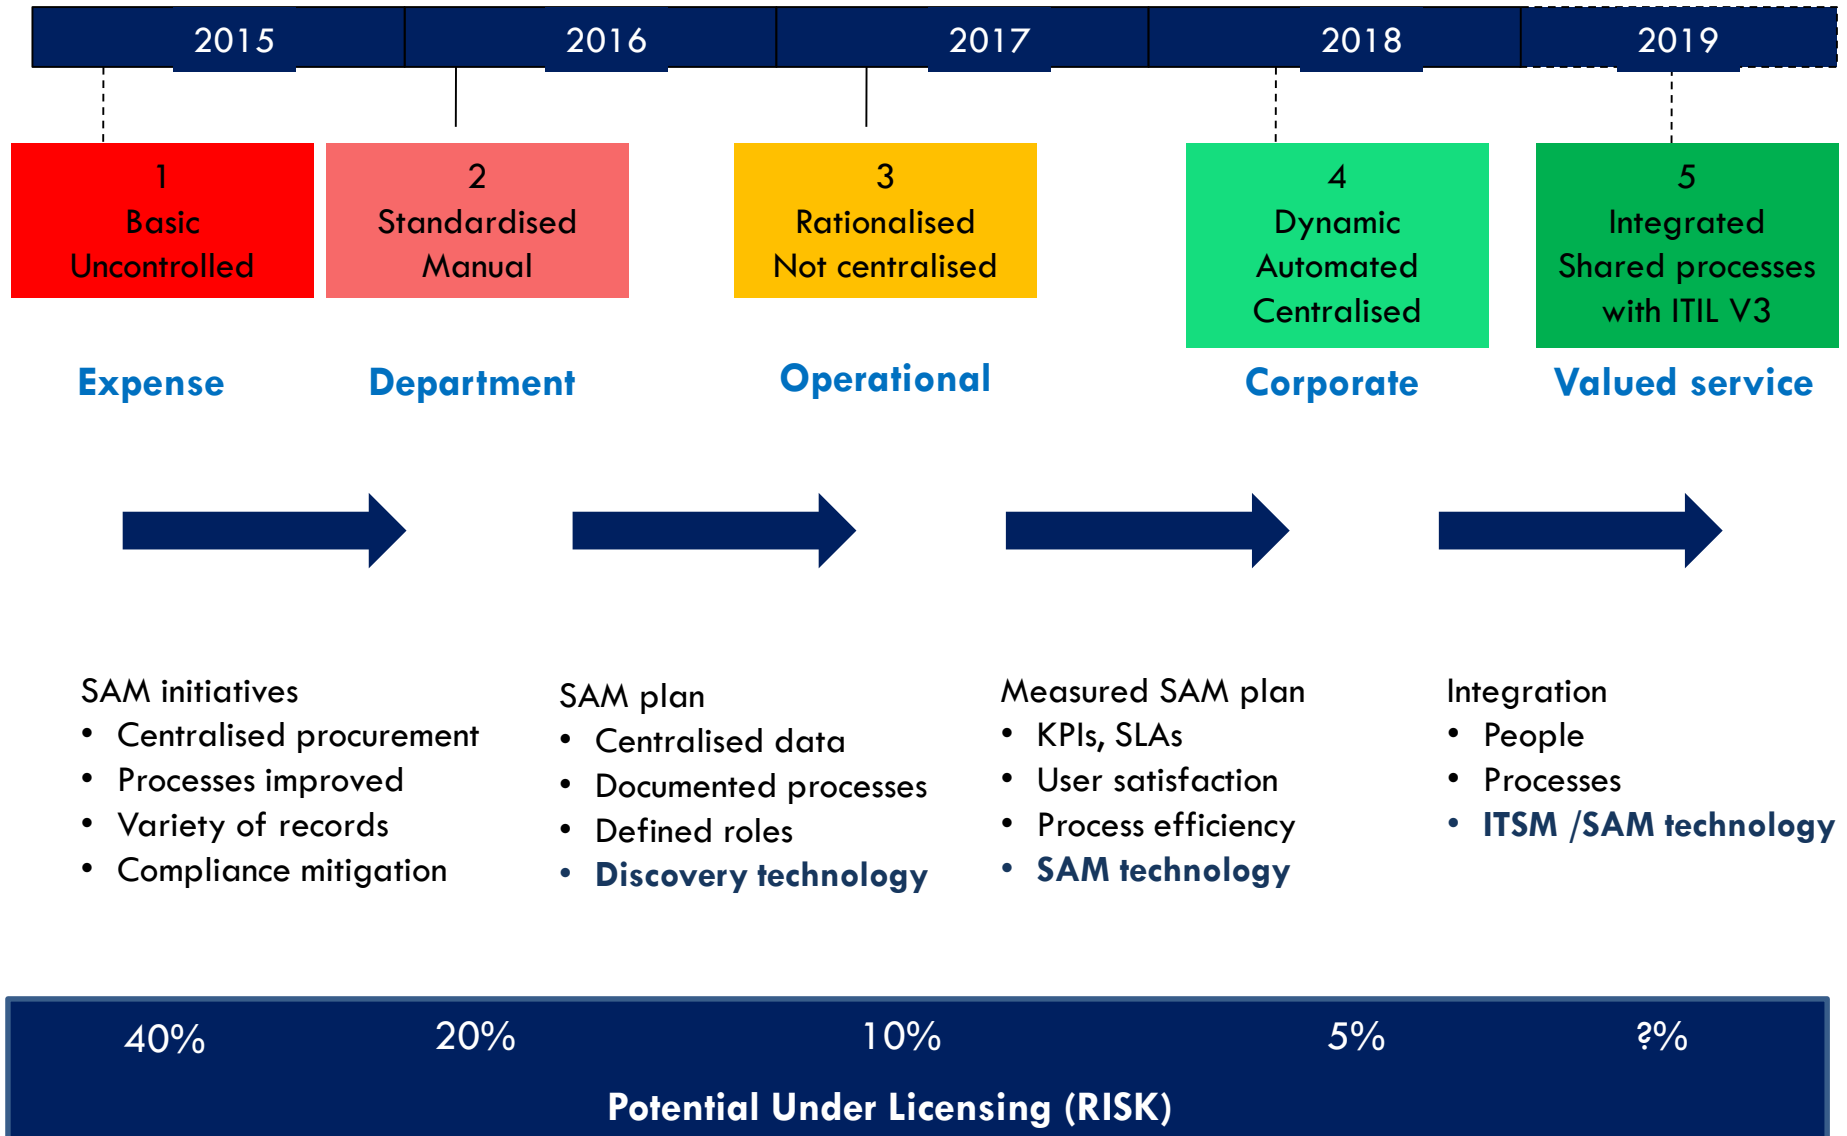 2015
2016
2017
2018
2019
1
Basic
Uncontrolled
2
Standardised
Manual
3
Rationalised
Not centralised
4
Dynamic
Automated
Centralised
5
Integrated
Shared processes
with ITIL V3
Expense
Department
Operational
Corporate
Valued service
SAM initiatives
• Centralised procurement
• Processes improved
• Variety of records
• Compliance mitigation
SAM plan
• Centralised data
• Documented processes
• Defined roles
• Discovery technology
Measured SAM plan
• KPIs, SLAs
• User satisfaction
• Process efficiency
• SAM technology
Integration
• People
• Processes
• ITSM /SAM technology
40%
20%
10%
5%
?%
Potential Under Licensing (RISK)